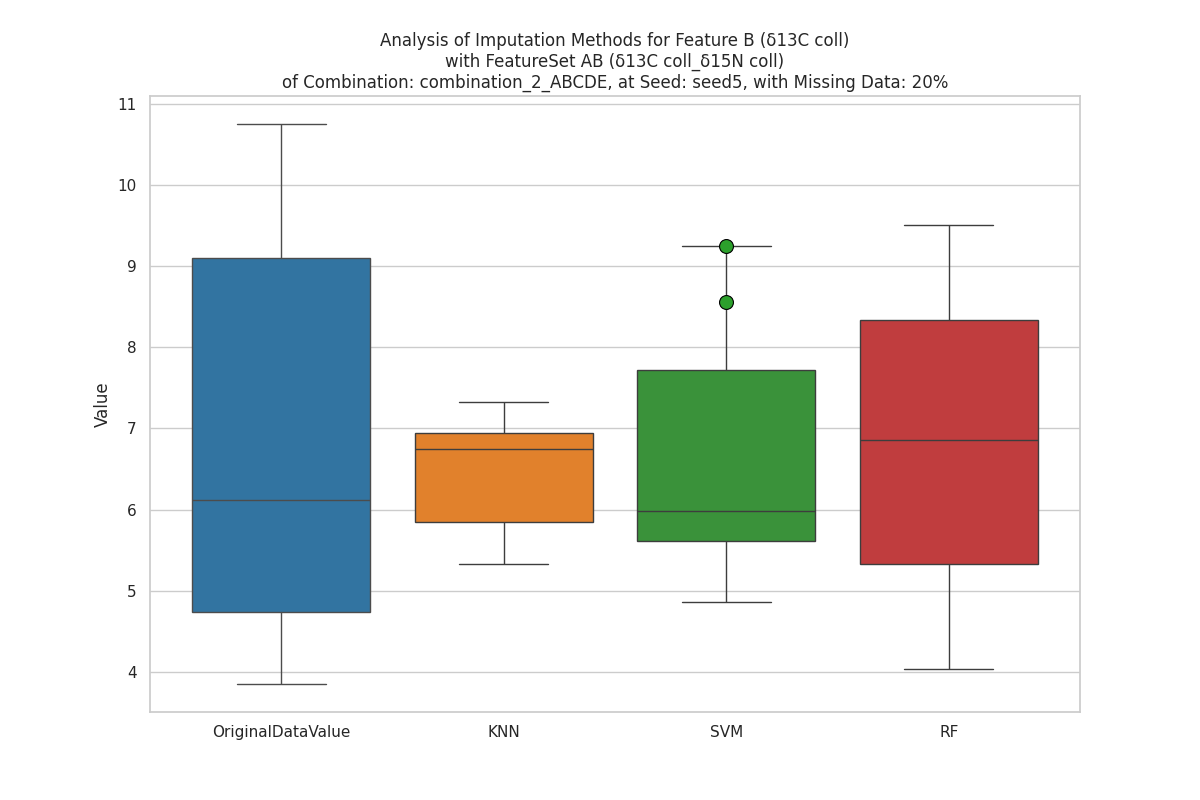 Analysis of Imputation Methods for Feature B (δ13C coll)
with FeatureSet AB (δ13C coll_δ15N coll)
of Combination: combination_2_ABCDE, at Seed: seed5, with Missing Data: 20%
11
10
9
8
7
6
5
4
Value
OriginalDataValue
KNN
SVM
RF